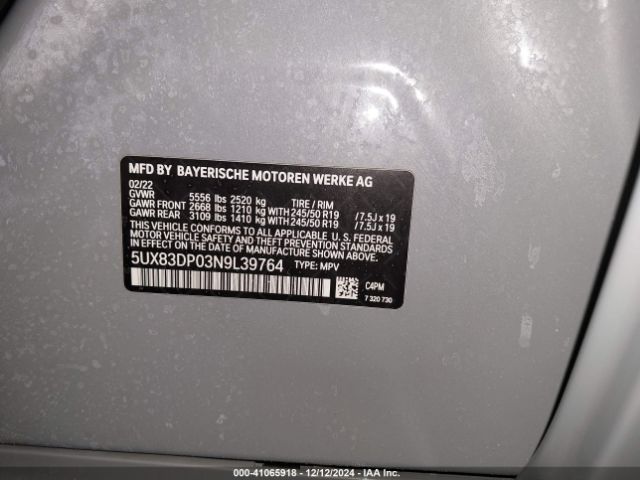 MFD BY BAYERISCHE MOTOREN WERKE AG
02/22
GVWR 5556 lbs 2520 kg TIRE / RIM
GAWR FRONT 2668 lbs 1210 kg WITH 245/50 R19 /7.5J x 19
GAWR REAR 3109 lbs 1410 kg WITH 245/50 R19 /7.5J x 19
THIS VEHICLE CONFORMS TO ALL APPLICABLE U. S. FEDERAL
MOTOR VEHICLE SAFETY, BUMPER, AND THEFT PREVENTION
STANDARDS IN EFFECT ON THE DATE OF MANUFACTURE SHOWN ABOVE.
5UX83DP03N9L39764 TYPE: MPV
C4PM
7 320 730
000-41065918 - 12/12/2024 - IAAI.com